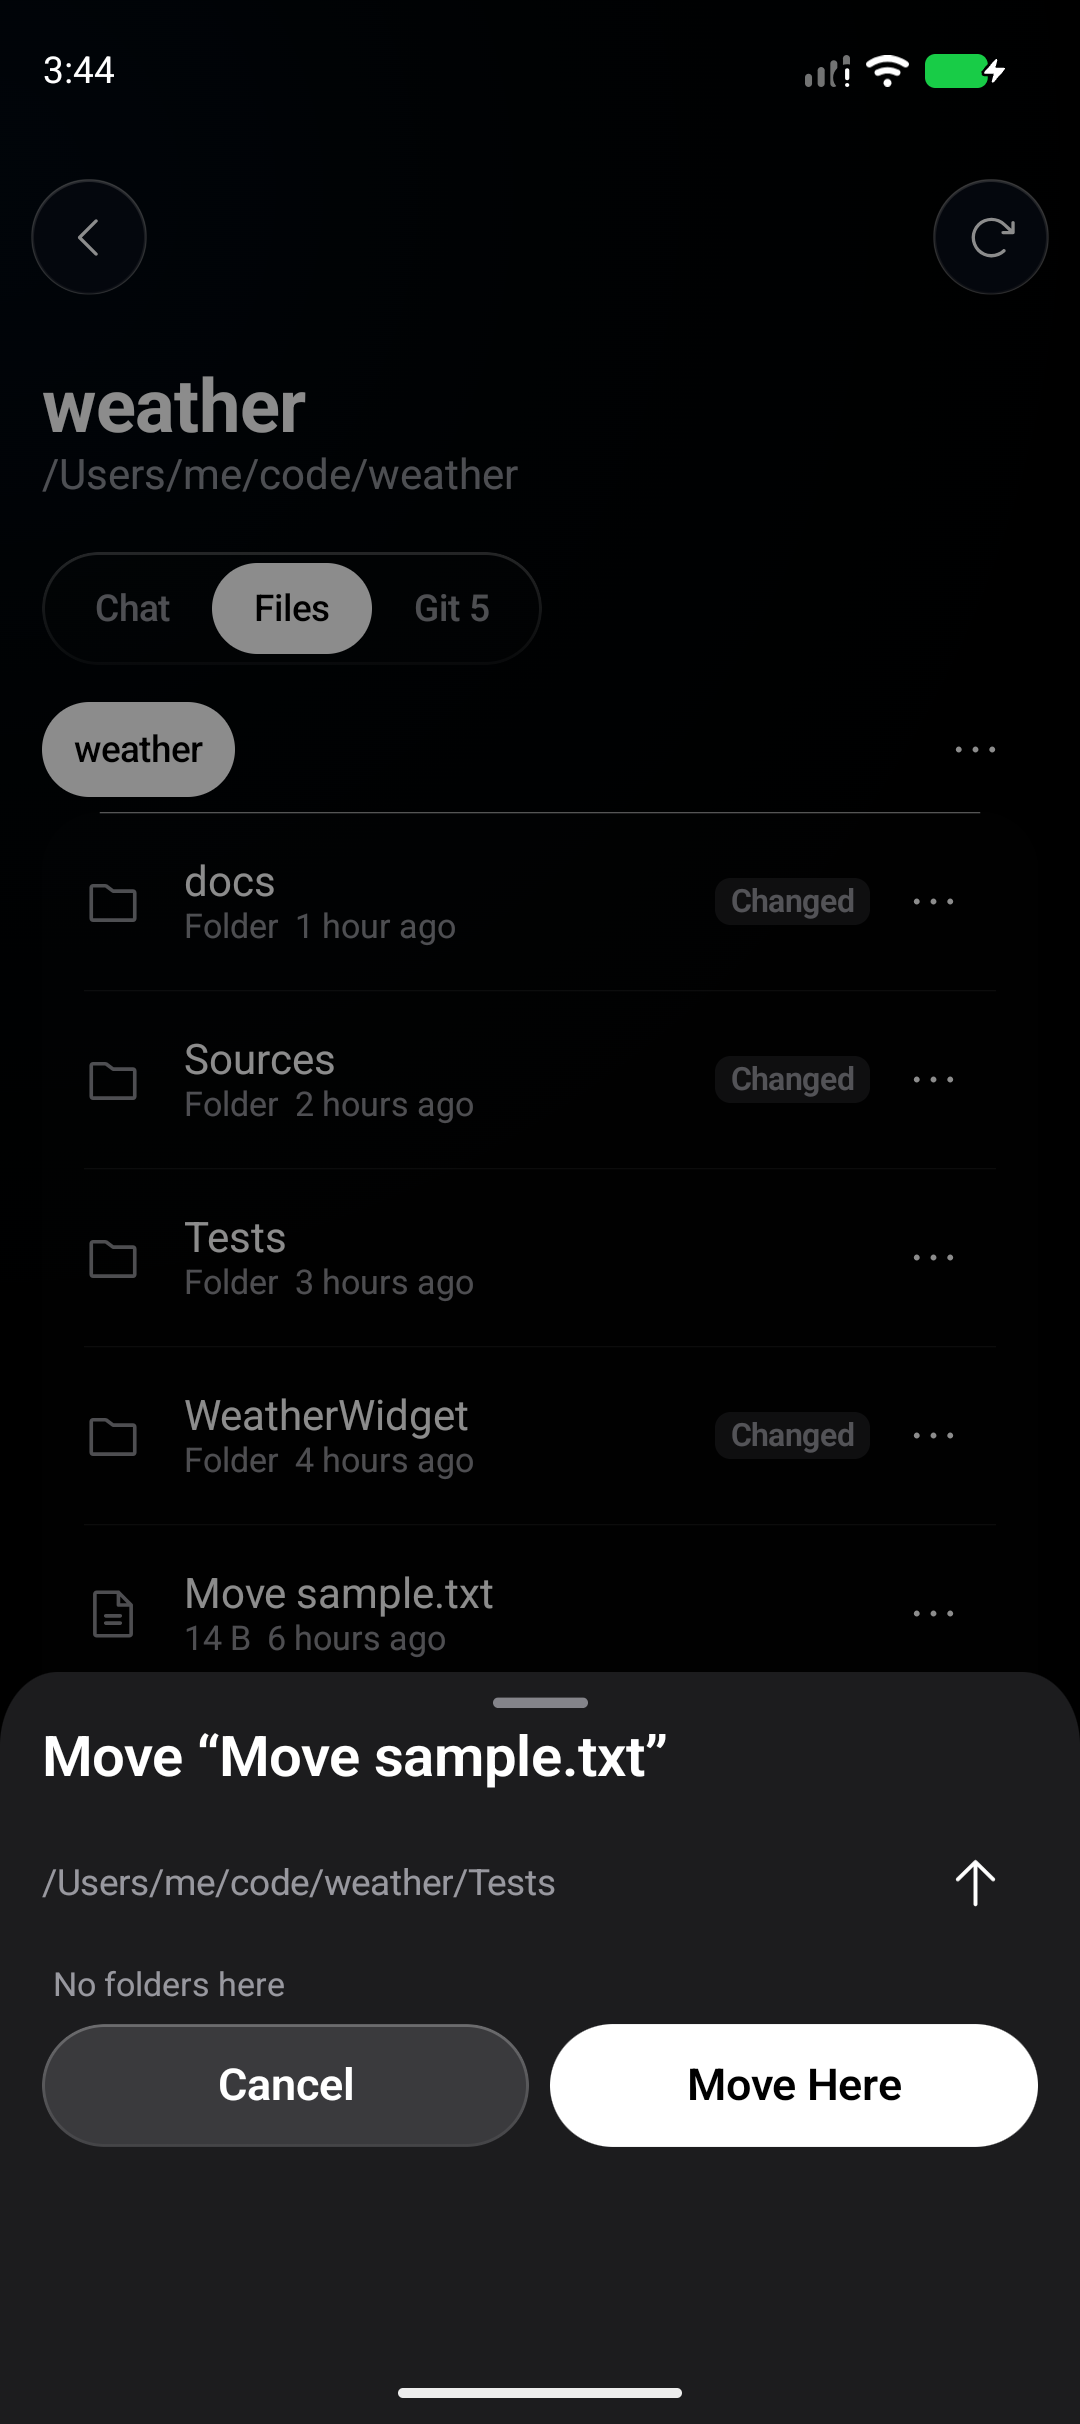 3:44
weather
/Users/me/code/weather
Chat
Files
Git 5
weather
docs
Folder 1 hour ago
Changed
Sources
Folder 2 hours ago
Changed
Tests
Folder 3 hours ago
WeatherWidget
Folder 4 hours ago
Changed
Move sample.txt
14 B 6 hours ago
Move “Move sample.txt”
/Users/me/code/weather/Tests
No folders here
Cancel
Move Here